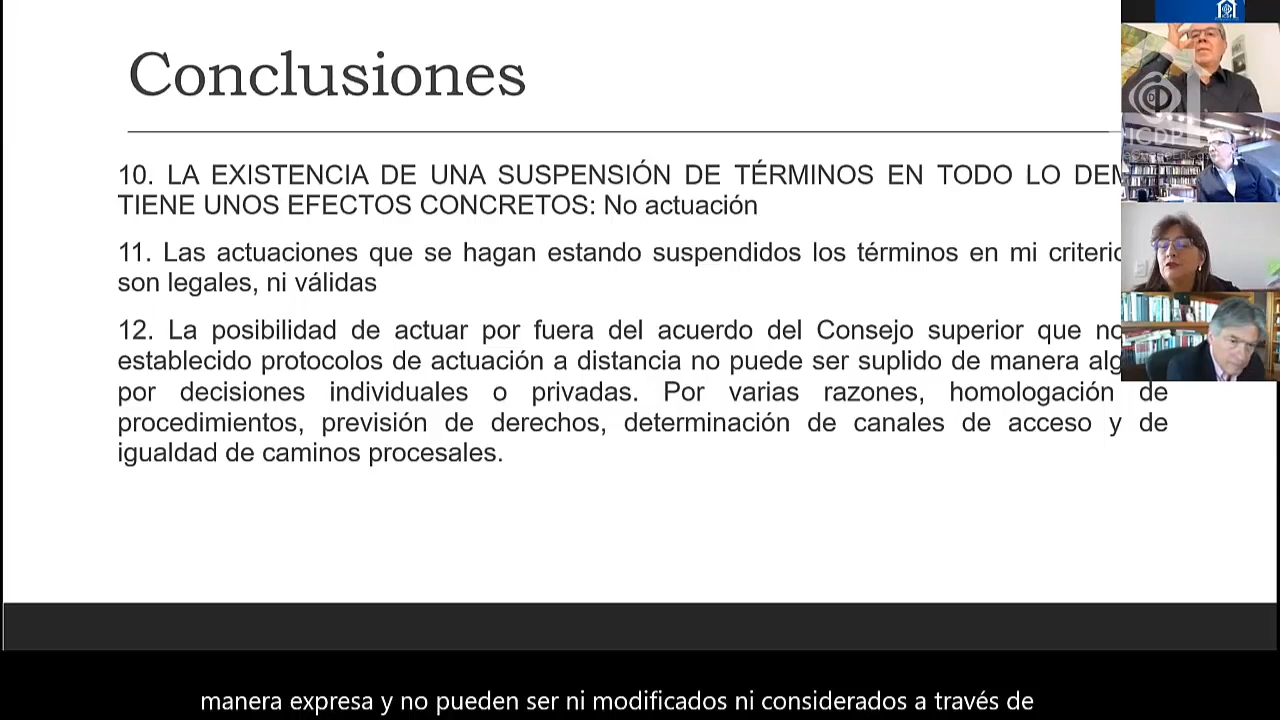 Conclusiones
10. LA EXISTENCIA DE UNA SUSPENSIÓN DE TÉRMINOS EN TODO LO
TIENE UNOS EFECTOS CONCRETOS: No actuación
11. Las actuaciones que se hagan estando suspendidos los términos en mi
son legales, ni válidas
12. La posibilidad de actuar por fuera del acuerdo del Consejo superior que
establecido protocolos de actuación a distancia no puede ser suplido de manera
por decisiones individuales o privadas. Por varias razones, homologación de
procedimientos, previsión de derechos, determinación de canales de acceso y de
igualdad de caminos procesales.
ICDP
manera expresa y no pueden ser ni modificados ni considerados a través de